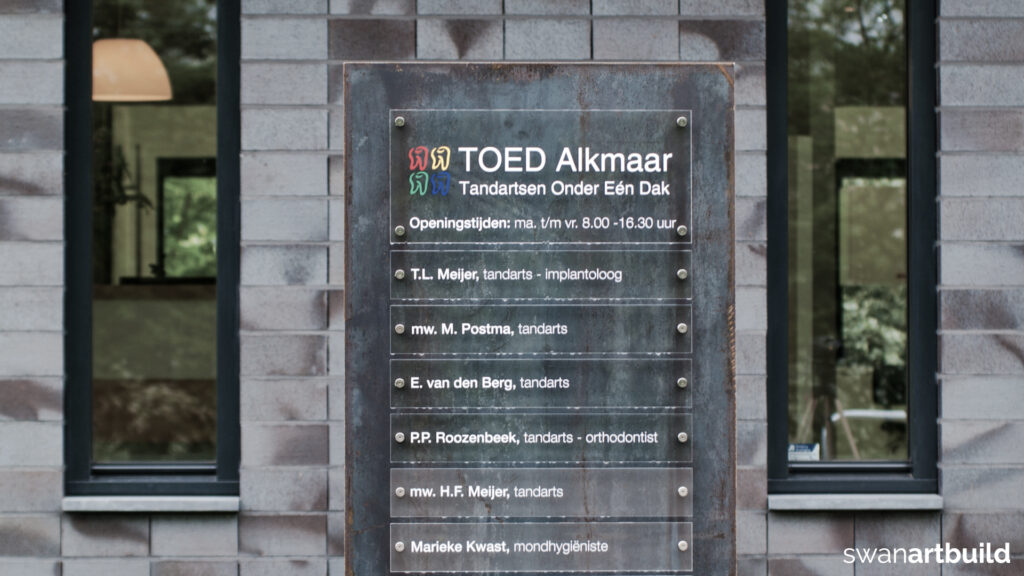 TOED Alkmaar
Tandartsen Onder Eén Dak
Openingstijden: ma. t/m vr. 8.00 -16.30 uur
T.L. Meijer, tandarts - implantoloog
mw. M. Postma, tandarts
E. van den Berg, tandarts
P.P. Roozenbeek, tandarts - orthodontist
mw. H.F. Meijer, tandarts
Marieke Kwast, mondhygiëniste
swanartbuild